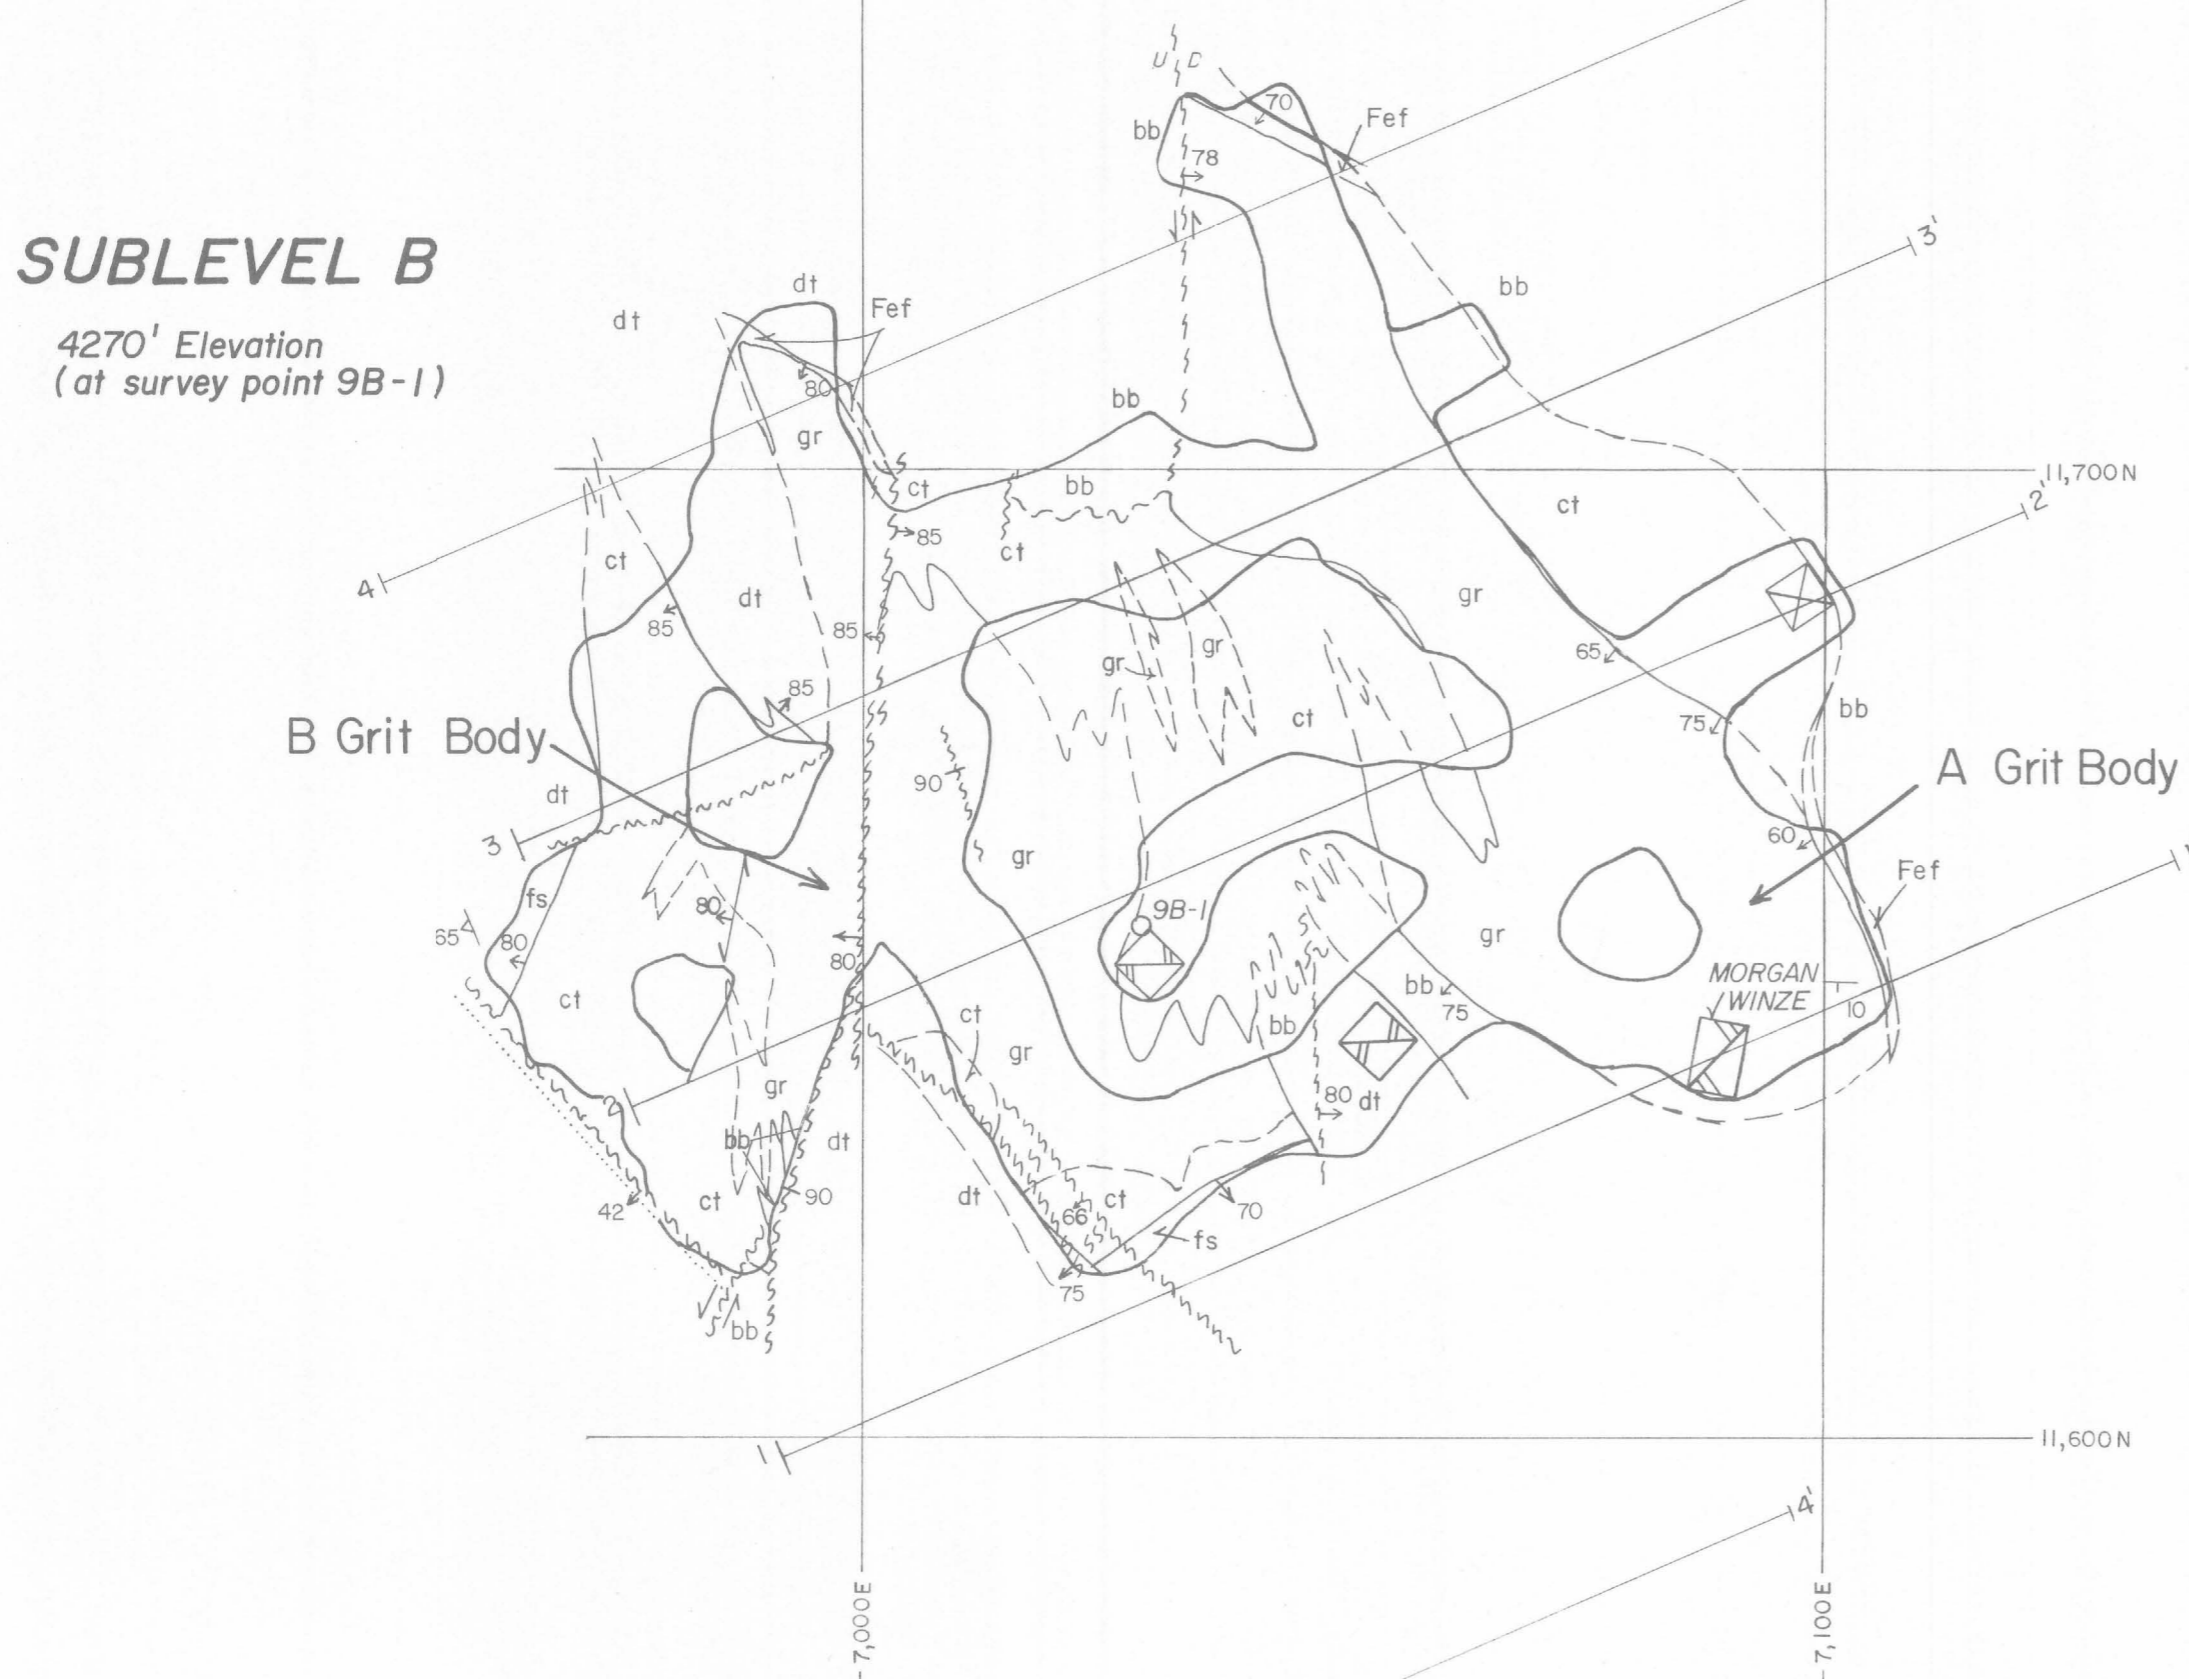 U D
70
Fef
bb
78
3'
SUBLEVEL B
4270' Elevation
(at survey point 9B-1)
dt
dt
Fef
bb
80
bb
gr
11,700N
ct
bb
2'
ct
85
ct
ct
4
dt
gr
85
85
gr
gr
65
85
ct
75
bb
B Grit Body
A Grit Body
90
dt
60
3
gr
Fef
fs
80
9B-1
65
80
gr
80
MORGAN
WINZE
ct
bb
75
10
ct
bb
gr
gr
2
80
dt
bb
dt
ct
90
dt
ct
42
66
70
fs
75
bb
11,600N
1
4'
7,000E
7,100E